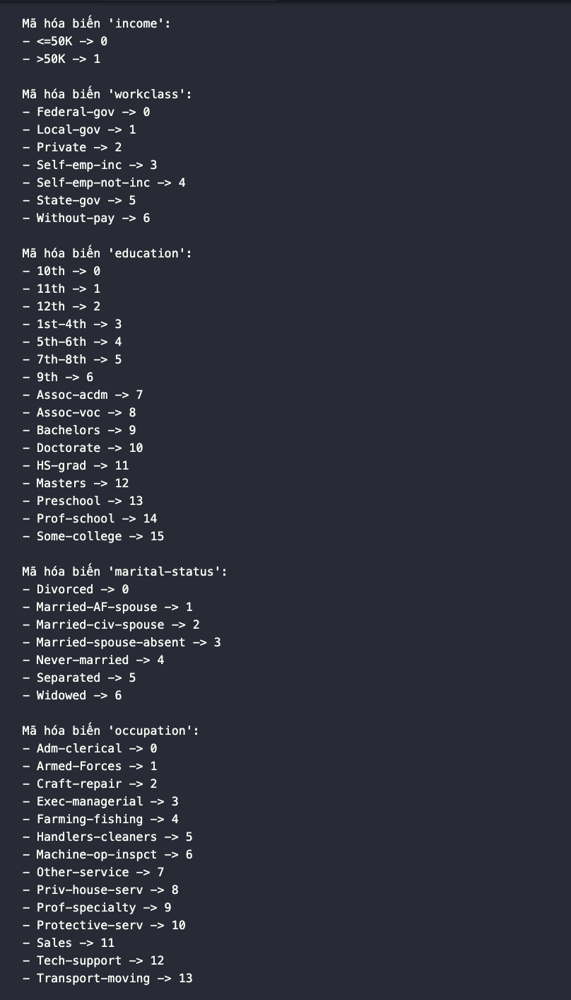 Mã hóa biến 'income':
- <=50K -> 0
- >50K -> 1
Mã hóa biến 'workclass':
- Federal-gov -> 0
- Local-gov -> 1
- Private -> 2
- Self-emp-inc -> 3
- Self-emp-not-inc -> 4
- State-gov -> 5
- Without-pay -> 6
Mã hóa biến 'education':
- 10th -> 0
- 11th -> 1
- 12th -> 2
- 1st-4th -> 3
- 5th-6th -> 4
- 7th-8th -> 5
- 9th -> 6
- Assoc-acdm -> 7
- Assoc-voc -> 8
- Bachelors -> 9
- Doctorate -> 10
- HS-grad -> 11
- Masters -> 12
- Preschool -> 13
- Prof-school -> 14
- Some-college -> 15
Mã hóa biến 'marital-status':
- Divorced -> 0
- Married-AF-spouse -> 1
- Married-civ-spouse -> 2
- Married-spouse-absent -> 3
- Never-married -> 4
- Separated -> 5
- Widowed -> 6
Mã hóa biến 'occupation':
- Adm-clerical -> 0
- Armed-Forces -> 1
- Craft-repair -> 2
- Exec-managerial -> 3
- Farming-fishing -> 4
- Handlers-cleaners -> 5
- Machine-op-inspct -> 6
- Other-service -> 7
- Priv-house-serv -> 8
- Prof-specialty -> 9
- Protective-serv -> 10
- Sales -> 11
- Tech-support -> 12
- Transport-moving -> 13